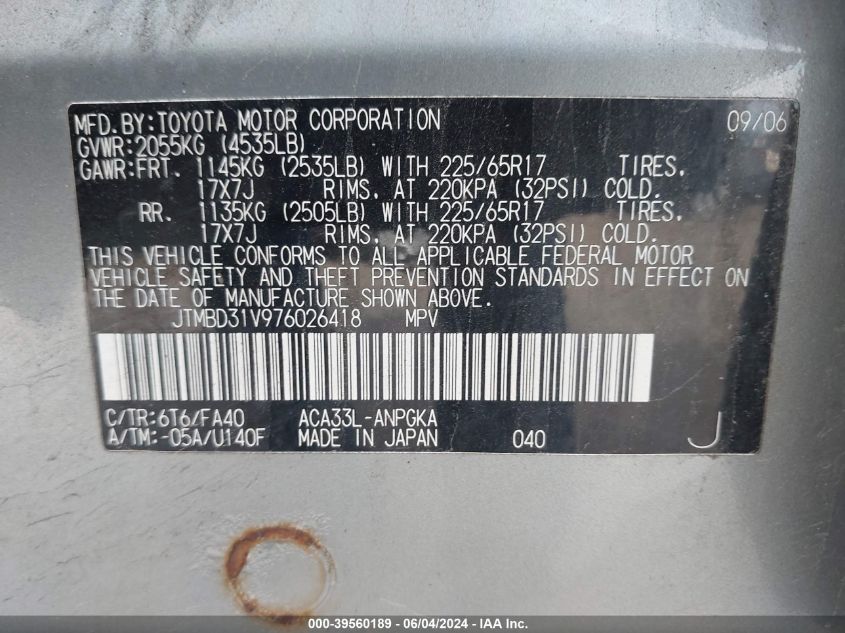 MFD.BY:TOYOTA MOTOR CORPORATION 09/06
GVWR:2055KG (4535LB)
GAWR:FRT. 1145KG (2535LB) WITH 225/65R17 TIRES,
17X7J RIMS, AT 220KPA (32PSI) COLD.
RR. 1135KG (2505LB) WITH 225/65R17 TIRES,
17X7J RIMS, AT 220KPA (32PSI) COLD.
THIS VEHICLE CONFORMS TO ALL APPLICABLE FEDERAL MOTOR
VEHICLE SAFETY AND THEFT PREVENTION STANDARDS IN EFFECT ON
THE DATE OF MANUFACTURE SHOWN ABOVE.
JTMBD31V976026418 MPV
C/TR:6T6/FA40 ACA33L-ANPGKA
A/TM:-05A/U140F MADE IN JAPAN 040 J
000-39560189 - 06/04/2024 - IAA Inc.